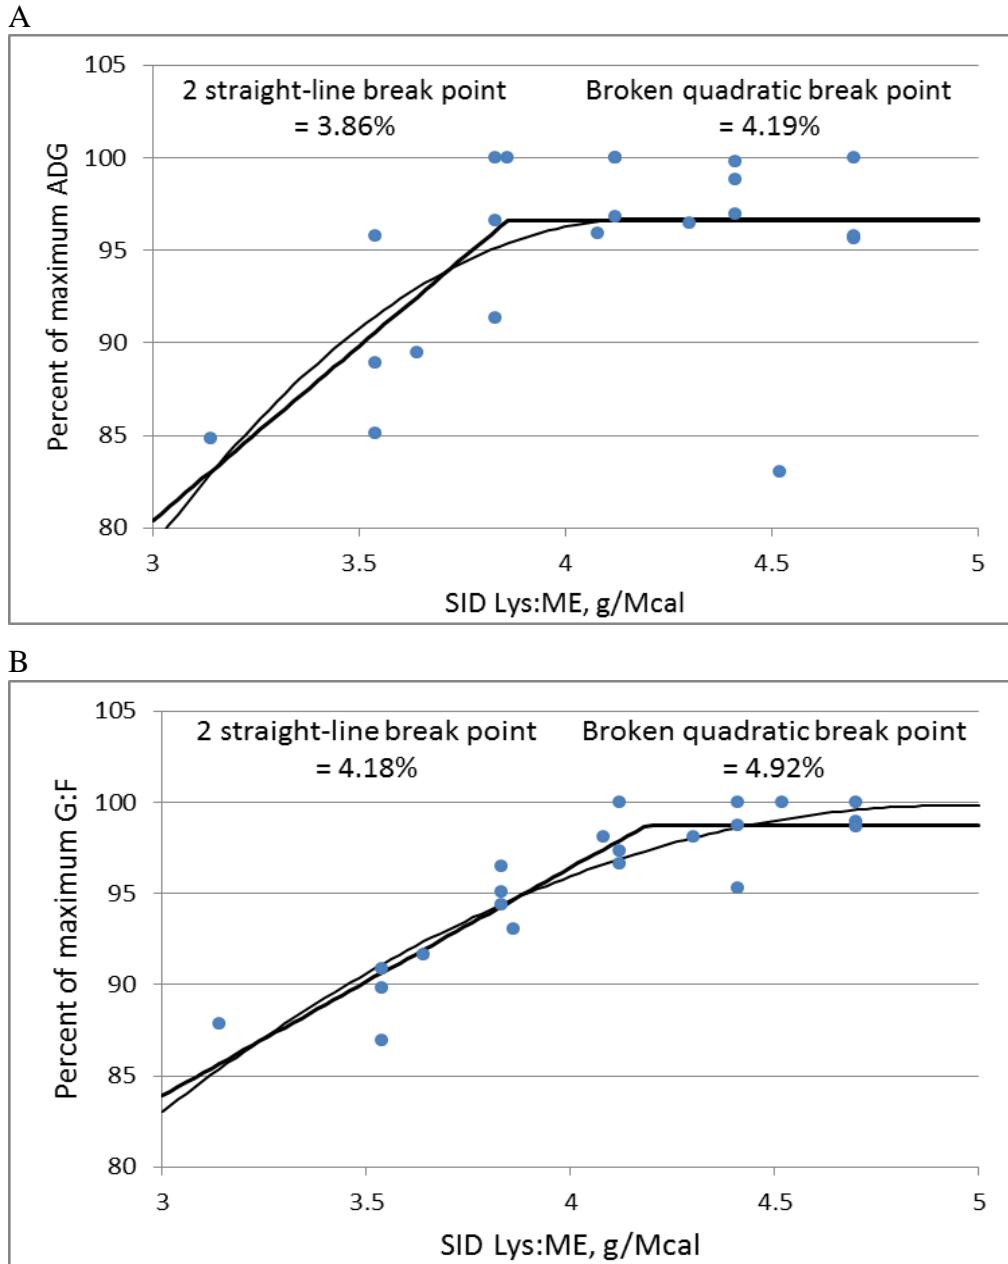 A
105
2 straight-line break point
= 3.86%
Broken quadratic break point
= 4.19%
100
95
90
85
80
Percent of maximum ADG
3
3.5
4
4.5
5
SID Lys:ME, g/Mcal
B
105
2 straight-line break point
= 4.18%
Broken quadratic break point
= 4.92%
100
95
90
85
80
Percent of maximum G:F
3
3.5
4
4.5
5
SID Lys:ME, g/Mcal